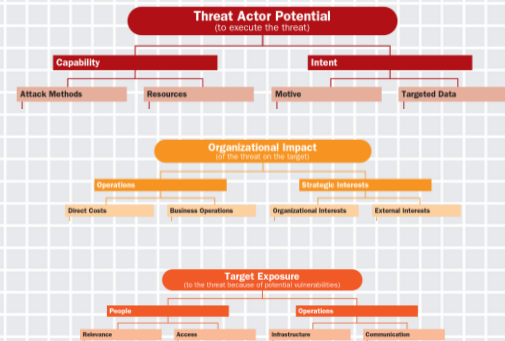 Threat Actor Potential
(to execute the threat)
Capability
Intent
Attack Methods
Resources
Motive
Targeted Data
Organizational Impact
(of the threat on the target)
Operations
Strategic Interests
Direct Costs
Business Operations
Organizational Interests
External Interests
Target Exposure
(to the threat because of potential vulnerabilities)
People
Operations
Relevance
Access
Infrastructure
Communication